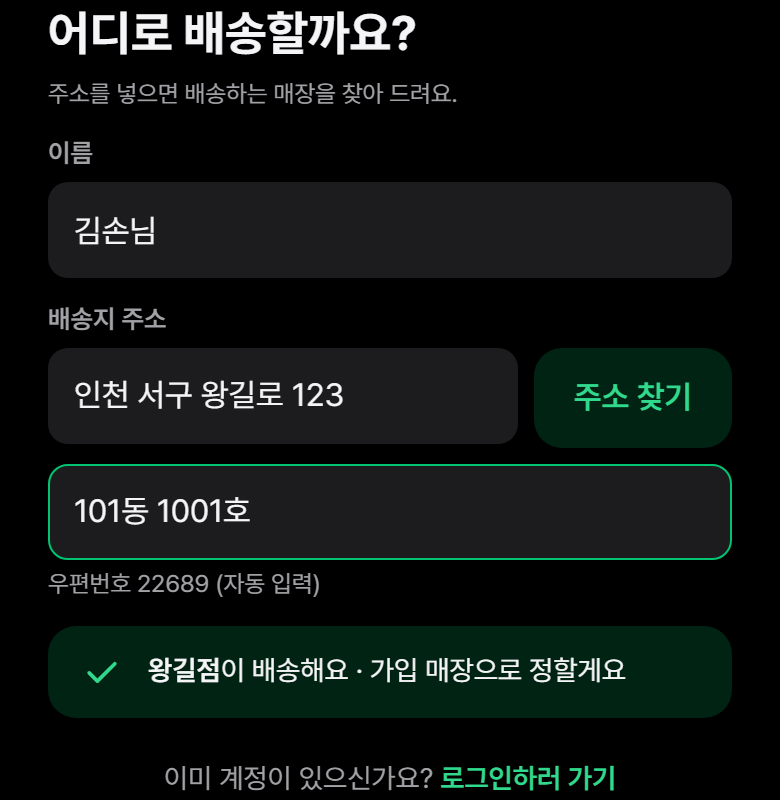 어디로 배송할까요?
주소를 넣으면 배송하는 매장을 찾아 드려요.
이름
김손님
배송지 주소
인천 서구 왕길로 123
주소 찾기
101동 1001호
우편번호 22689 (자동 입력)
왕길점이 배송해요 · 가입 매장으로 정할게요
이미 계정이 있으신가요? 로그인하러 가기